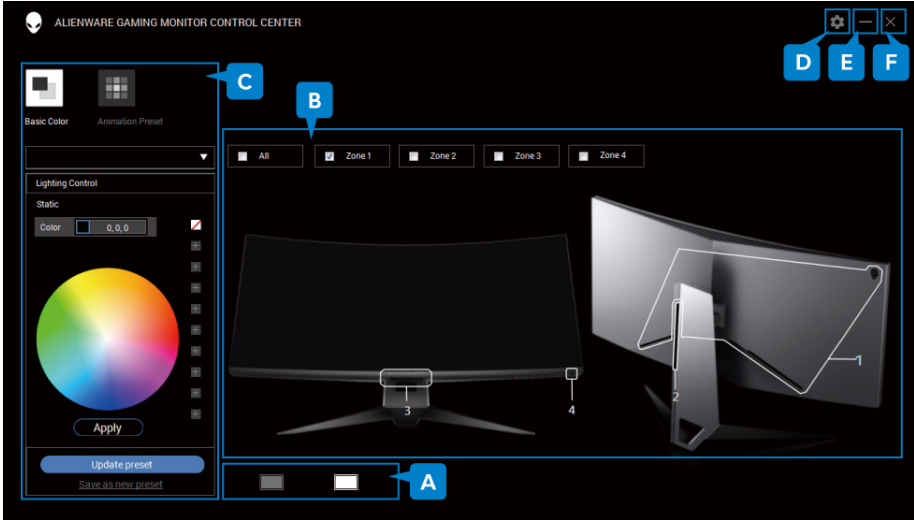 ALIENWARE GAMING MONITOR CONTROL CENTER
D E F
C
B
Basic Color Animation Preset
All Zone 1 Zone 2 Zone 3 Zone 4
Lighting Control
Static
Color 0, 0, 0
1
2
3 4
Apply
Update preset
Save as new preset
A